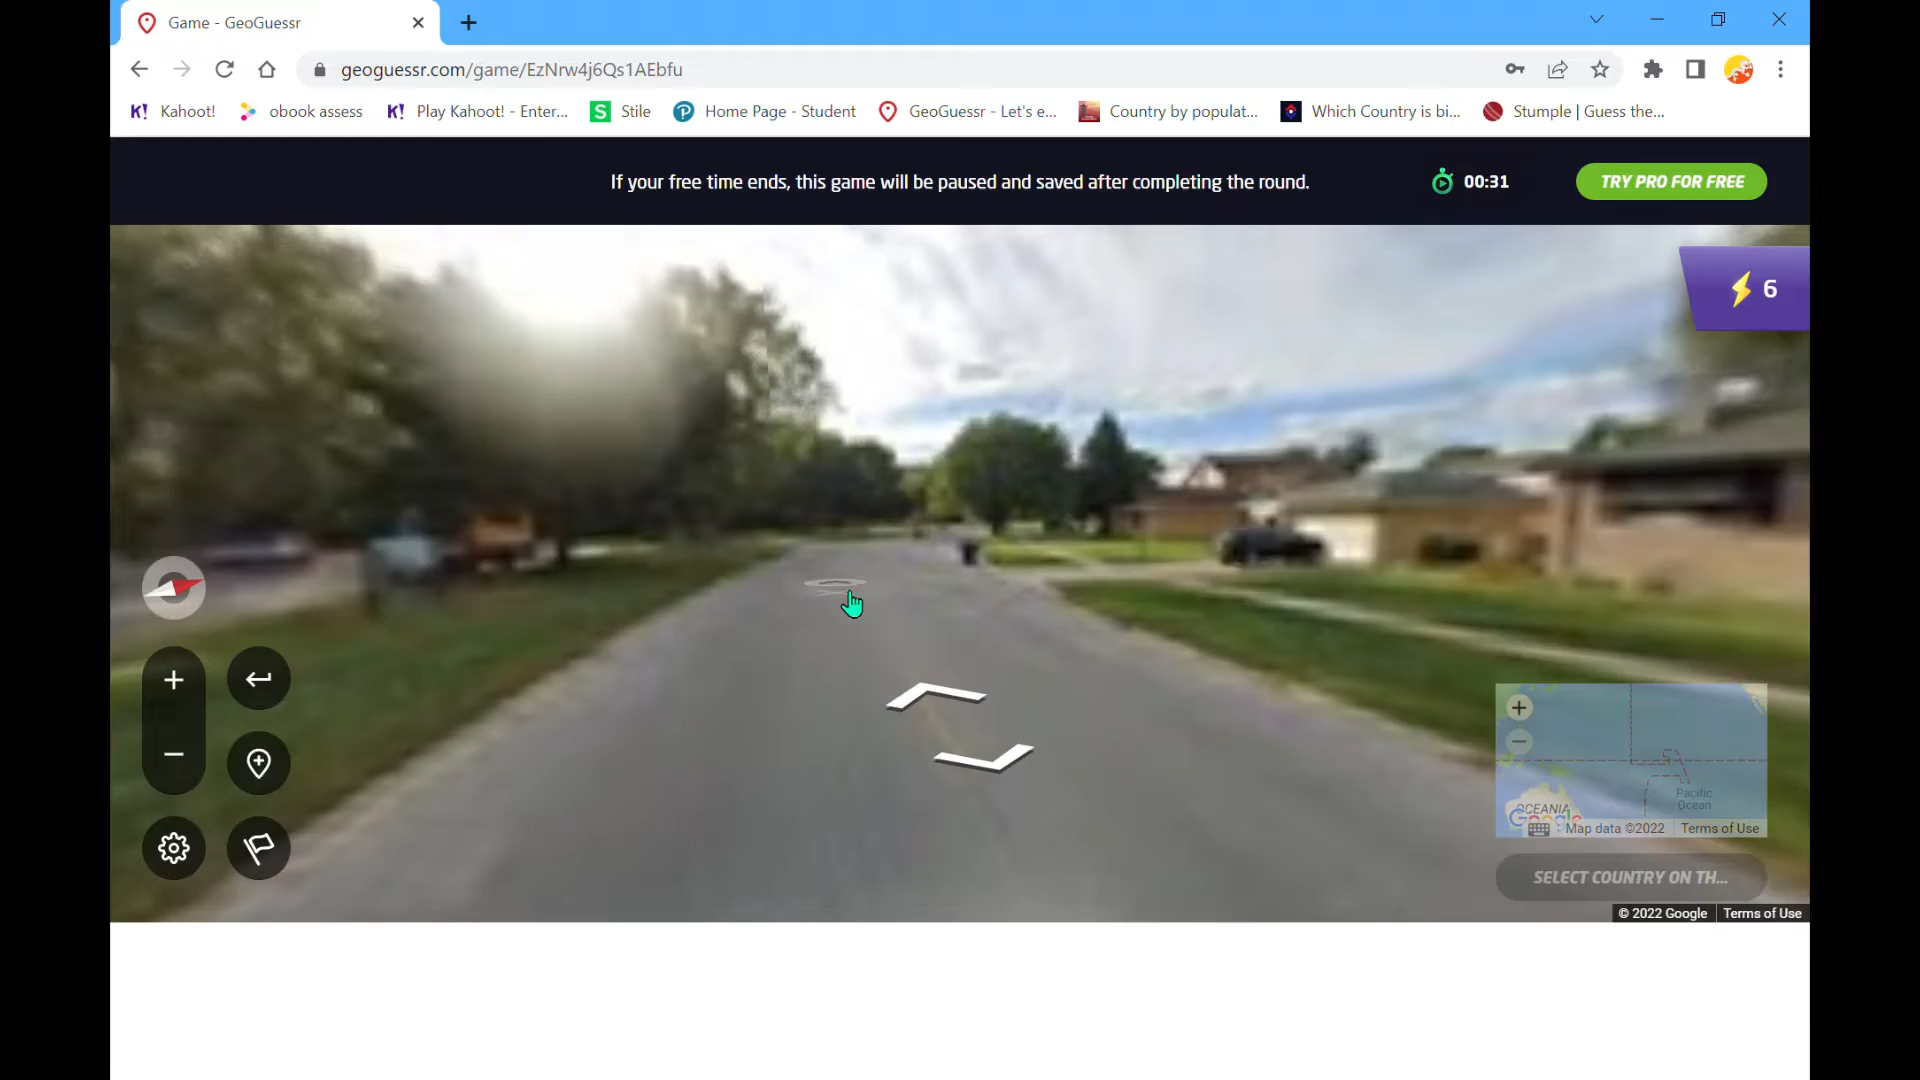 Game - GeoGuessr
geoguessr.com/game/EzNrw4j6Qs1AEbfu
K! Kahoot!
obook assess
K! Play Kahoot! - Enter...
S Stile
Home Page - Student
GeoGuessr - Let's e...
Country by populat...
Which Country is bi...
Stumple | Guess the...
If your free time ends, this game will be paused and saved after completing the round.
00:31
TRY PRO FOR FREE
6
Pacific
Ocean
OCEANIA
Google
Map data ©2022
Terms of Use
SELECT COUNTRY ON TH...
© 2022 Google
Terms of Use